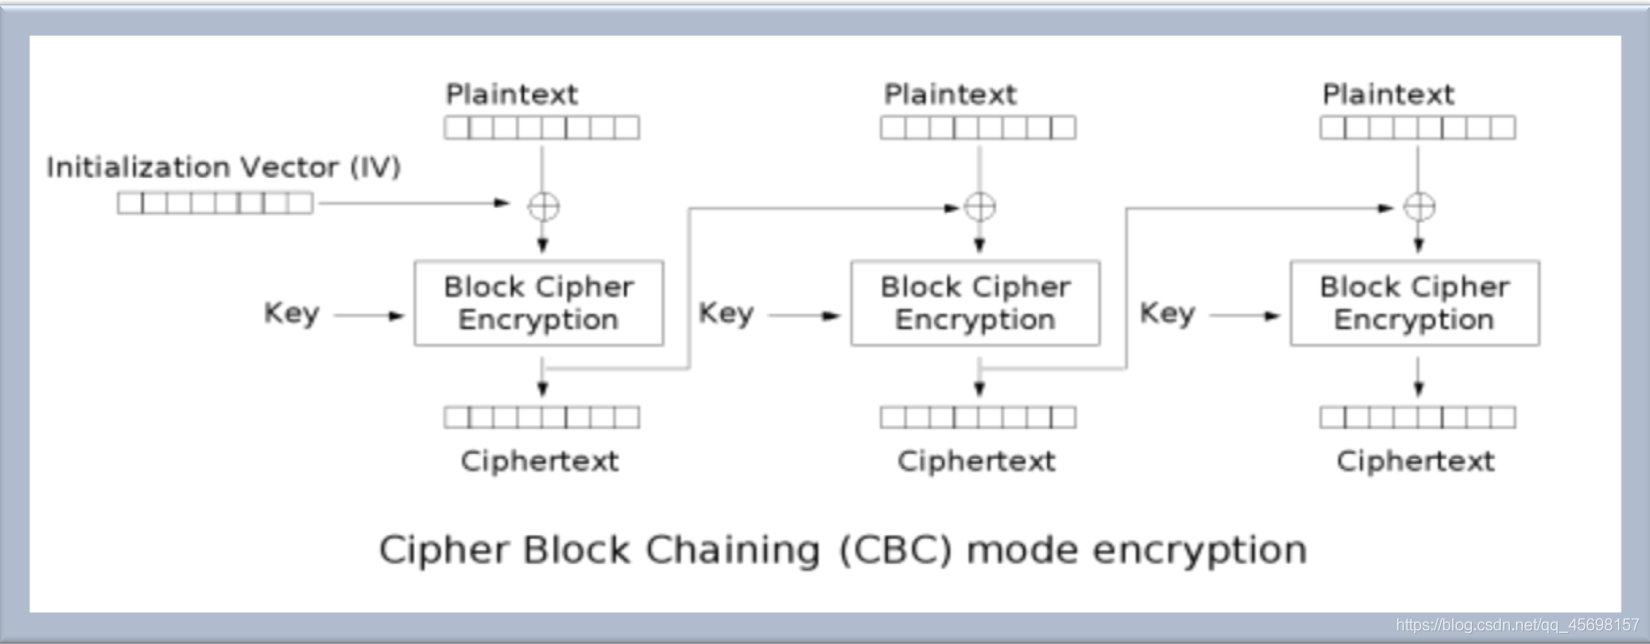 Plaintext
Plaintext
Plaintext
Initialization Vector (IV)
Key
Block Cipher
Encryption
Key
Block Cipher
Encryption
Key
Block Cipher
Encryption
Ciphertext
Ciphertext
Ciphertext
Cipher Block Chaining (CBC) mode encryption
https://blog.csdn.net/qq_45698157